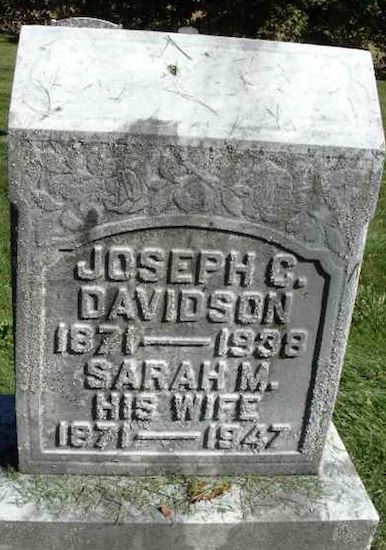 JOSEPH C.
DAVIDSON
1871 — 1938
SARAH M.
HIS WIFE
1871 — 1947